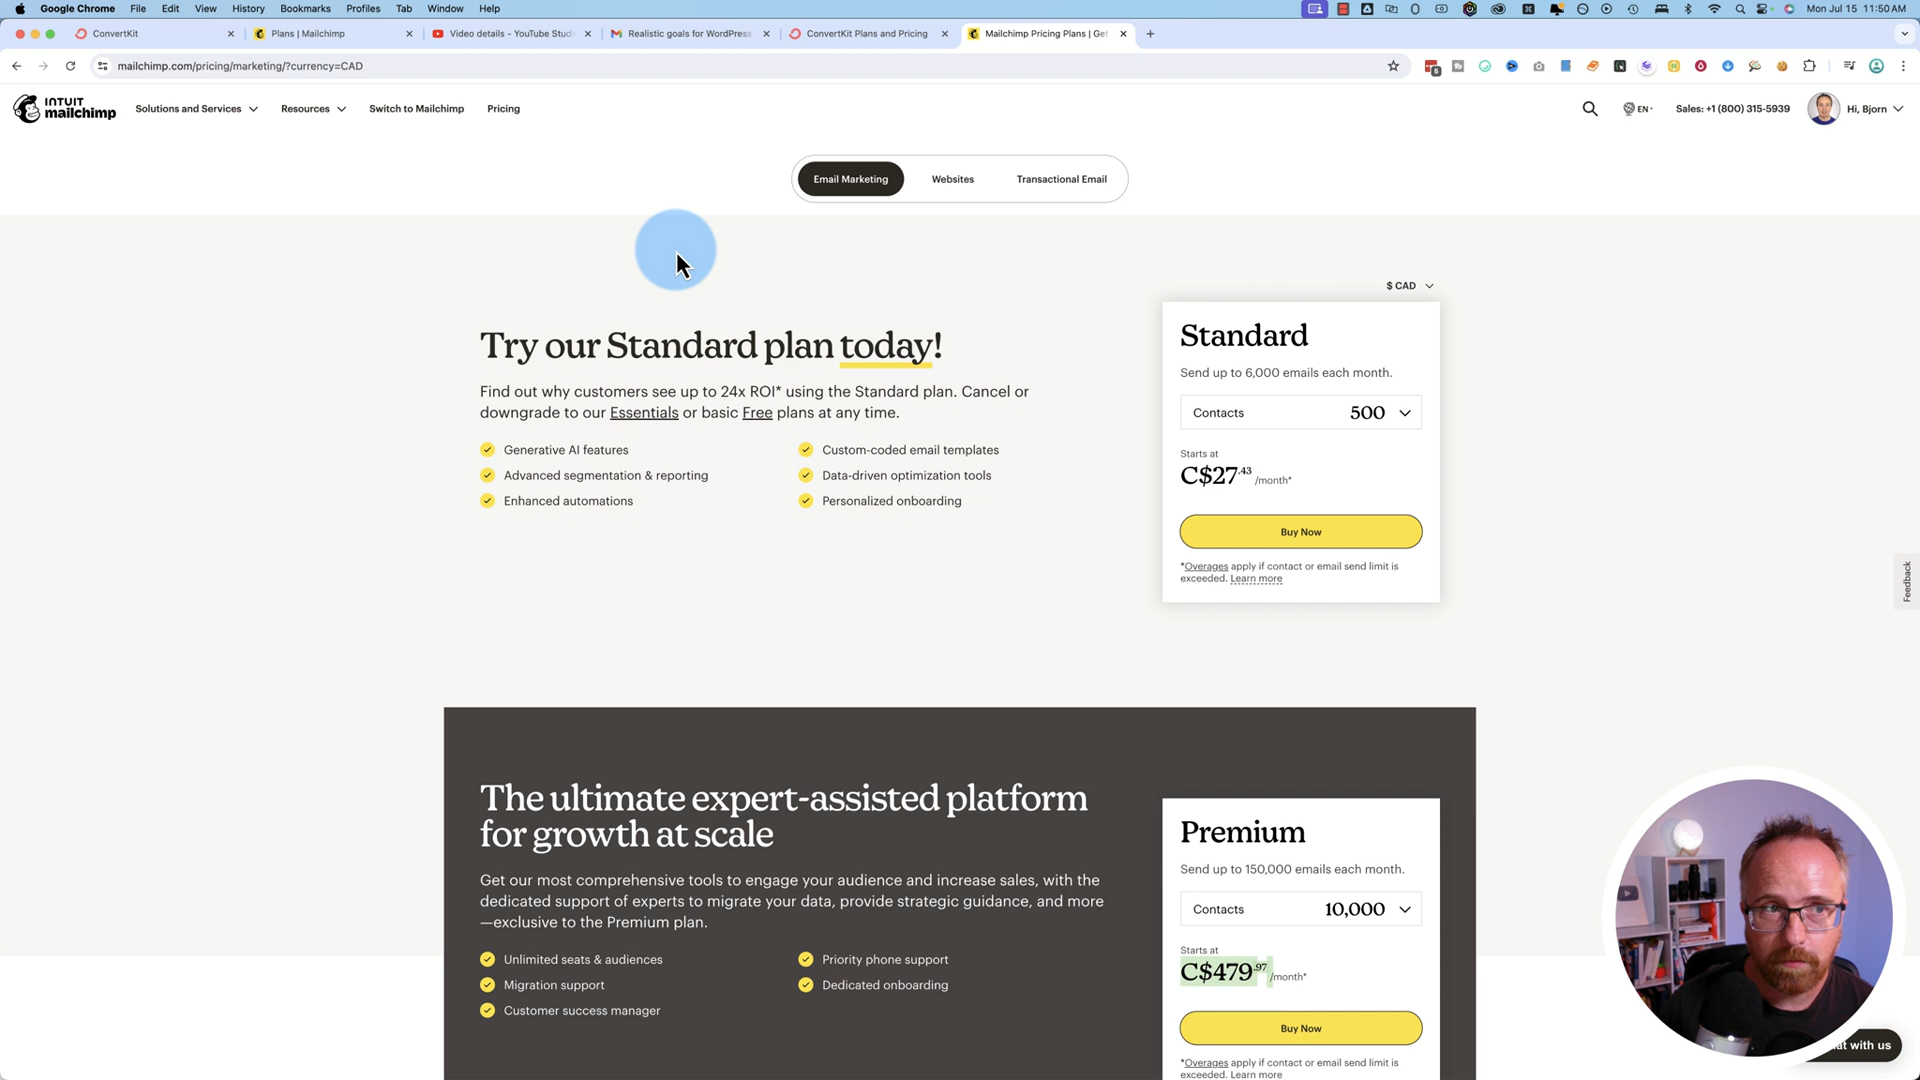 Google Chrome File Edit View History Bookmarks Profiles Tab Window Help Mon Jul 15 11:50 AM
ConvertKit Plans | Mailchimp Video details - YouTube Studi Realistic goals for WordPress ConvertKit Plans and Pricing Mailchimp Pricing Plans | Get
mailchimp.com/pricing/marketing/?currency=CAD
INTUIT
mailchimp
Solutions and Services Resources Switch to Mailchimp Pricing EN Sales: +1 (800) 315-5939 Hi, Bjorn
Email Marketing Websites Transactional Email
$ CAD
Try our Standard plan today!
Find out why customers see up to 24x ROI* using the Standard plan. Cancel or
downgrade to our Essentials or basic Free plans at any time.
Generative AI features
Advanced segmentation & reporting
Enhanced automations
Custom-coded email templates
Data-driven optimization tools
Personalized onboarding
Standard
Send up to 6,000 emails each month.
Contacts 500
Starts at
C$27.43 /month*
Buy Now
*Overages apply if contact or email send limit is
exceeded. Learn more
Feedback
The ultimate expert-assisted platform
for growth at scale
Get our most comprehensive tools to engage your audience and increase sales, with the
dedicated support of experts to migrate your data, provide strategic guidance, and more
—exclusive to the Premium plan.
Unlimited seats & audiences
Migration support
Customer success manager
Priority phone support
Dedicated onboarding
Premium
Send up to 150,000 emails each month.
Contacts 10,000
Starts at
C$479.97 /month*
Buy Now
*Overages apply if contact or email send limit is
exceeded. Learn more
at with us